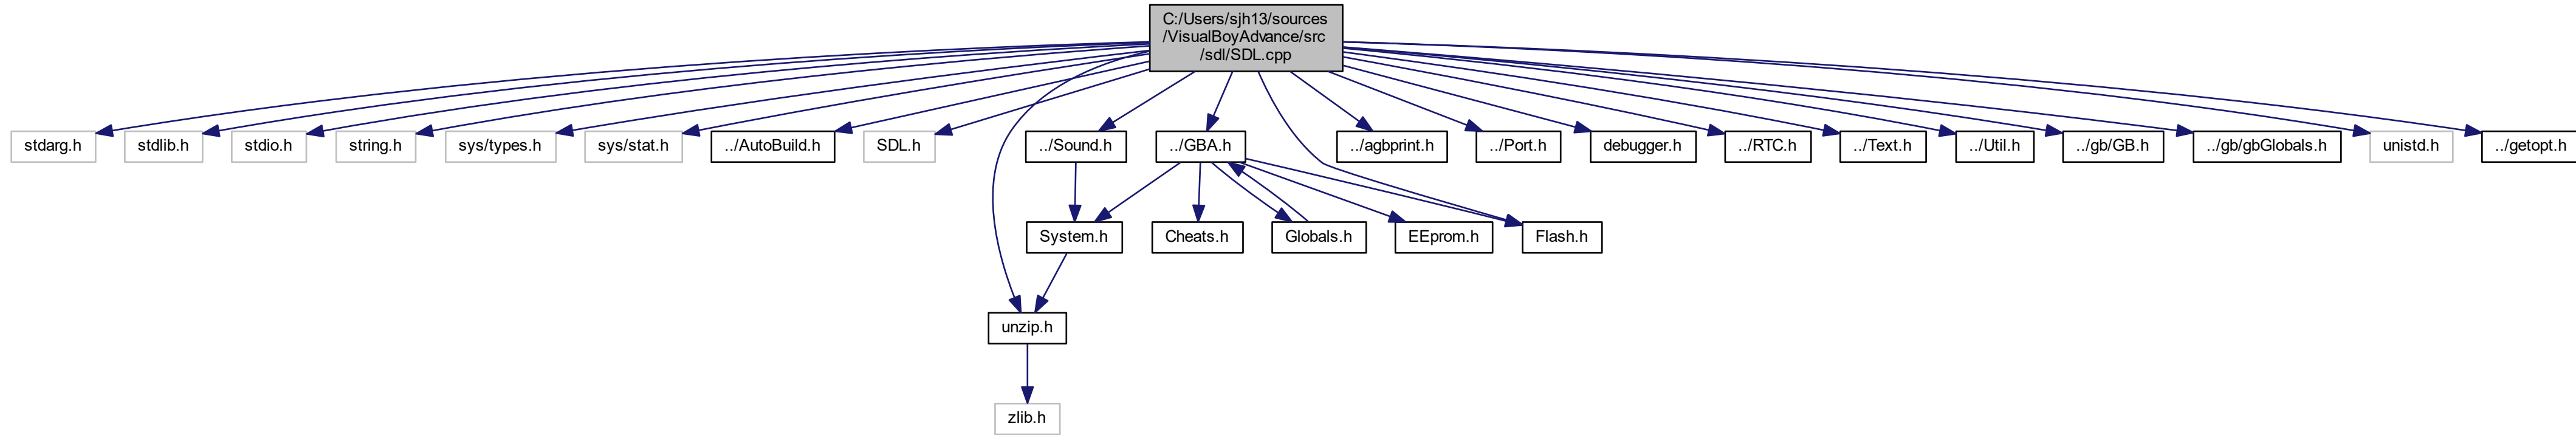 C:/Users/sjh13/sources
/VisualBoyAdvance/src
/sdl/SDL.cpp
stdarg.h
stdlib.h
stdio.h
string.h
sys/types.h
sys/stat.h
../AutoBuild.h
SDL.h
../Sound.h
../GBA.h
../agbprint.h
../Port.h
debugger.h
../RTC.h
../Text.h
../Util.h
../gb/GB.h
../gb/gbGlobals.h
unistd.h
../getopt.h
System.h
Cheats.h
Globals.h
EEprom.h
Flash.h
unzip.h
zlib.h